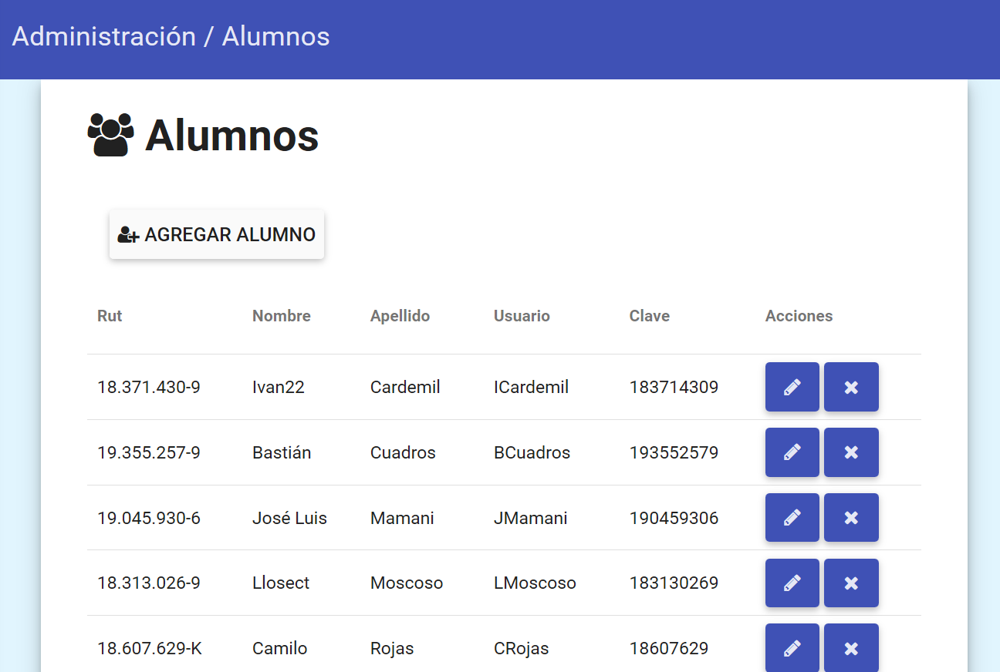 Administración / Alumnos
Alumnos
AGREGAR ALUMNO
Rut Nombre Apellido Usuario Clave Acciones
18.371.430-9 Ivan22 Cardemil ICardemil 183714309
19.355.257-9 Bastián Cuadros BCuadros 193552579
19.045.930-6 José Luis Mamani JMamani 190459306
18.313.026-9 Llosect Moscoso LMoscoso 183130269
18.607.629-K Camilo Rojas CRojas 18607629